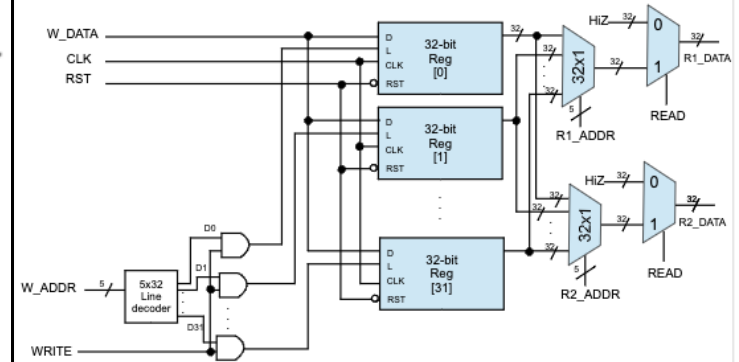 W_DATA
CLK
RST
D
L
CLK
RST
32-bit
Reg
[0]
32
32
32
32x1
5
R1_ADDR
32
HiZ
32
0
1
32
R1_DATA
READ
D
L
CLK
RST
32-bit
Reg
[1]
32
32
32
32x1
5
R2_ADDR
32
HiZ
32
0
1
32
R2_DATA
READ
D
L
CLK
RST
32-bit
Reg
[31]
W_ADDR
5
5x32
Line
decoder
D0
D1
D31
WRITE